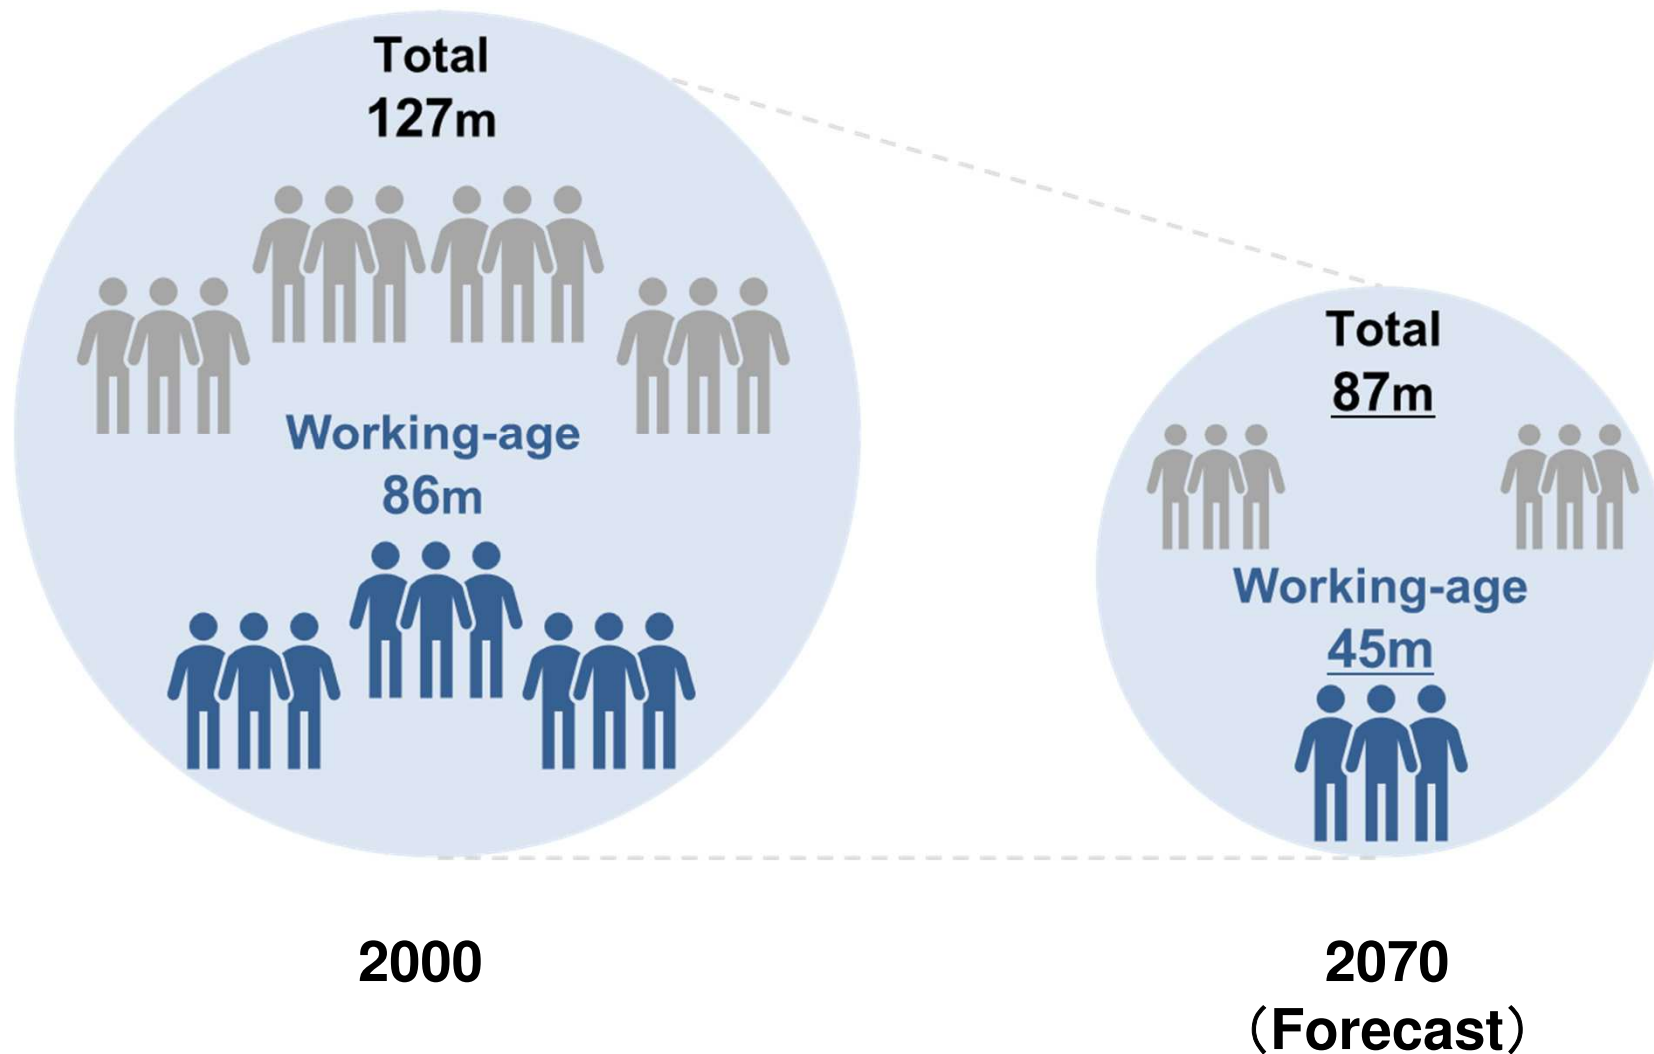 Total
127m
Working-age
86m
2000
Total
87m
Working-age
45m
2070
（Forecast）